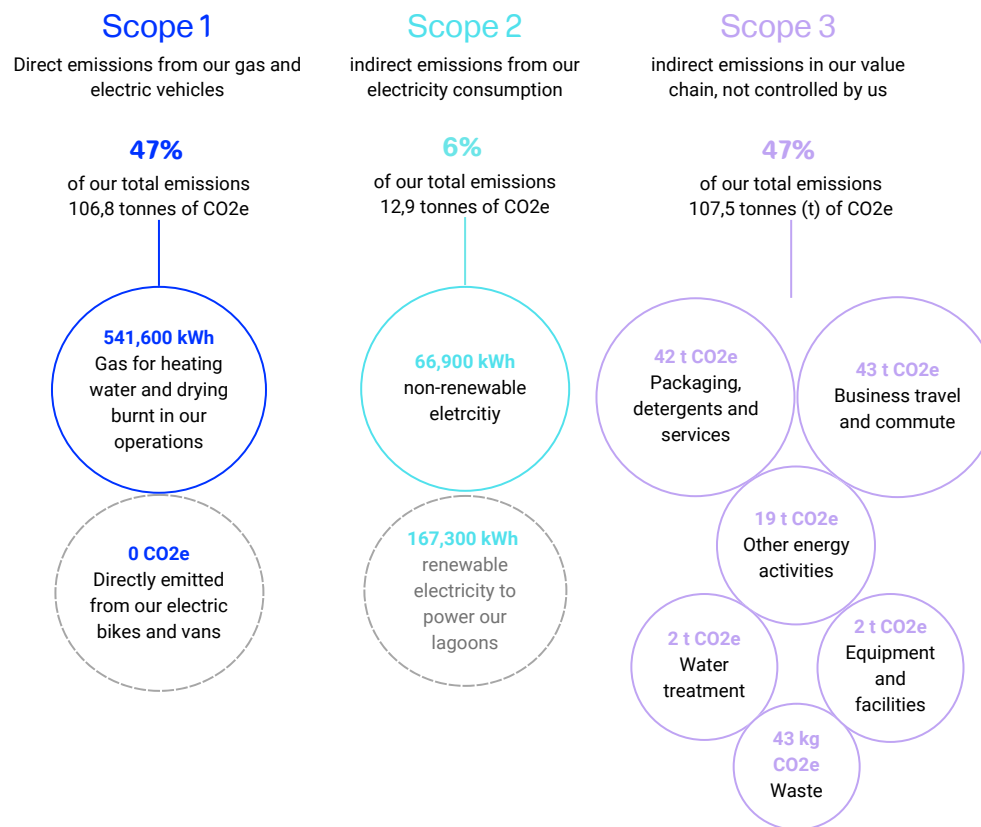 Scope 1
Direct emissions from our gas and
electric vehicles
47%
of our total emissions
106,8 tonnes of CO2e
541,600 kWh
Gas for heating
water and drying
burnt in our
operations
0 CO2e
Directly emitted
from our electric
bikes and vans
Scope 2
indirect emissions from our
electricity consumption
6%
of our total emissions
12,9 tonnes of CO2e
66,900 kWh
non-renewable
eletrcitiy
167,300 kWh
renewable
electricity to
power our
lagoons
Scope 3
indirect emissions in our value
chain, not controlled by us
47%
of our total emissions
107,5 tonnes (t) of CO2e
42 t CO2e
Packaging,
detergents and
services
43 t CO2e
Business travel
and commute
19 t CO2e
Other energy
activities
2 t CO2e
Water
treatment
2 t CO2e
Equipment
and
facilities
43 kg
CO2e
Waste